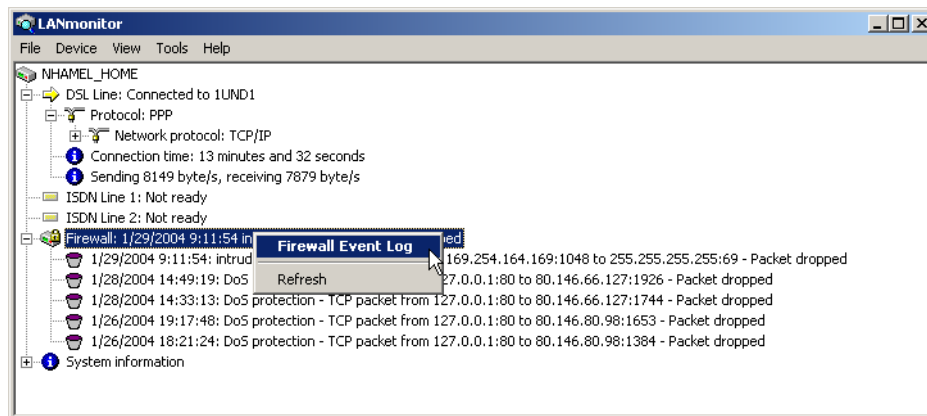 LANmonitor
File Device View Tools Help
NHAMEL_HOME
DSL Line: Connected to 1UND1
Protocol: PPP
Network protocol: TCP/IP
Connection time: 13 minutes and 32 seconds
Sending 8149 byte/s, receiving 7879 byte/s
ISDN Line 1: Not ready
ISDN Line 2: Not ready
Firewall: 1/29/2004 9:11:54 in
Firewall Event Log
1/29/2004 9:11:54: intrud 169.254.164.169:1048 to 255.255.255.255:69 - Packet dropped
1/28/2004 14:49:19: DoS Refresh 27.0.0.1:80 to 80.146.66.127:1926 - Packet dropped
1/28/2004 14:33:13: DoS protection - TCP packet from 127.0.0.1:80 to 80.146.66.127:1744 - Packet dropped
1/26/2004 19:17:48: DoS protection - TCP packet from 127.0.0.1:80 to 80.146.80.98:1653 - Packet dropped
1/26/2004 18:21:24: DoS protection - TCP packet from 127.0.0.1:80 to 80.146.80.98:1384 - Packet dropped
System information